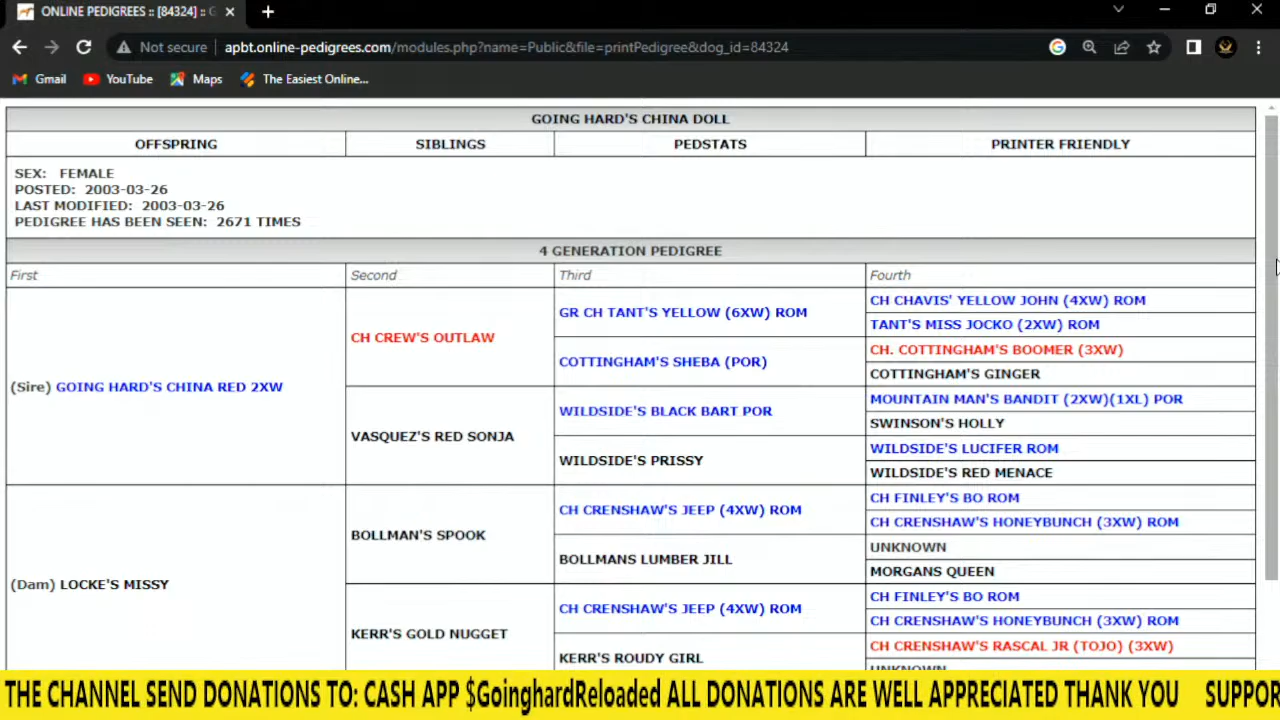 ONLINE PEDIGREES :: [84324] :: G
Not secure apbt.online-pedigrees.com/modules.php?name=Public&file=printPedigree&dog_id=84324
Gmail YouTube Maps The Easiest Online...
GOING HARD'S CHINA DOLL
OFFSPRING SIBLINGS PEDSTATS PRINTER FRIENDLY
SEX: FEMALE
POSTED: 2003-03-26
LAST MODIFIED: 2003-03-26
PEDIGREE HAS BEEN SEEN: 2671 TIMES
4 GENERATION PEDIGREE
First Second Third Fourth
(Sire) GOING HARD'S CHINA RED 2XW
CH CREW'S OUTLAW
GR CH TANT'S YELLOW (6XW) ROM
CH CHAVIS' YELLOW JOHN (4XW) ROM
TANT'S MISS JOCKO (2XW) ROM
COTTINGHAM'S SHEBA (POR)
CH. COTTINGHAM'S BOOMER (3XW)
COTTINGHAM'S GINGER
VASQUEZ'S RED SONJA
WILDSIDE'S BLACK BART POR
MOUNTAIN MAN'S BANDIT (2XW)(1XL) POR
SWINSON'S HOLLY
WILDSIDE'S PRISSY
WILDSIDE'S LUCIFER ROM
WILDSIDE'S RED MENACE
(Dam) LOCKE'S MISSY
BOLLMAN'S SPOOK
CH CRENSHAW'S JEEP (4XW) ROM
CH FINLEY'S BO ROM
CH CRENSHAW'S HONEYBUNCH (3XW) ROM
BOLLMANS LUMBER JILL
UNKNOWN
MORGANS QUEEN
KERR'S GOLD NUGGET
CH CRENSHAW'S JEEP (4XW) ROM
CH FINLEY'S BO ROM
CH CRENSHAW'S HONEYBUNCH (3XW) ROM
KERR'S ROUDY GIRL
CH CRENSHAW'S RASCAL JR (TOJO) (3XW)
UNKNOWN
THE CHANNEL SEND DONATIONS TO: CASH APP $GoinghardReloaded ALL DONATIONS ARE WELL APPRECIATED THANK YOU SUPPOR